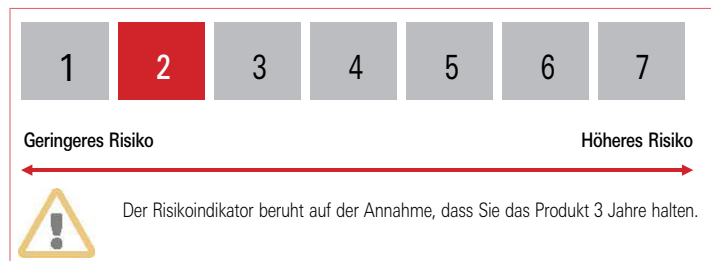 1 2 3 4 5 6 7
Geringeres Risiko Höheres Risiko
Der Risikoindikator beruht auf der Annahme, dass Sie das Produkt 3 Jahre halten.